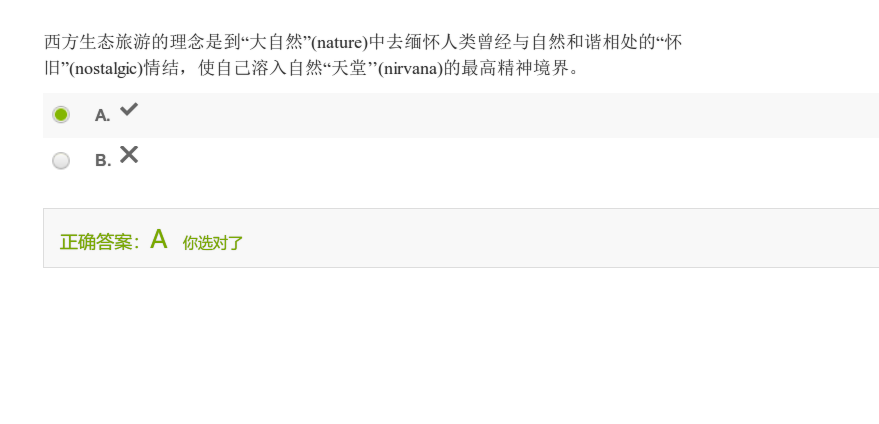 西方生态旅游的理念是到“大自然”(nature)中去缅怀人类曾经与自然和谐相处的“怀
旧”(nostalgic)情结，使自己溶入自然“天堂’’(nirvana)的最高精神境界。
A. ✔
B. ✕
正确答案：A 你选对了